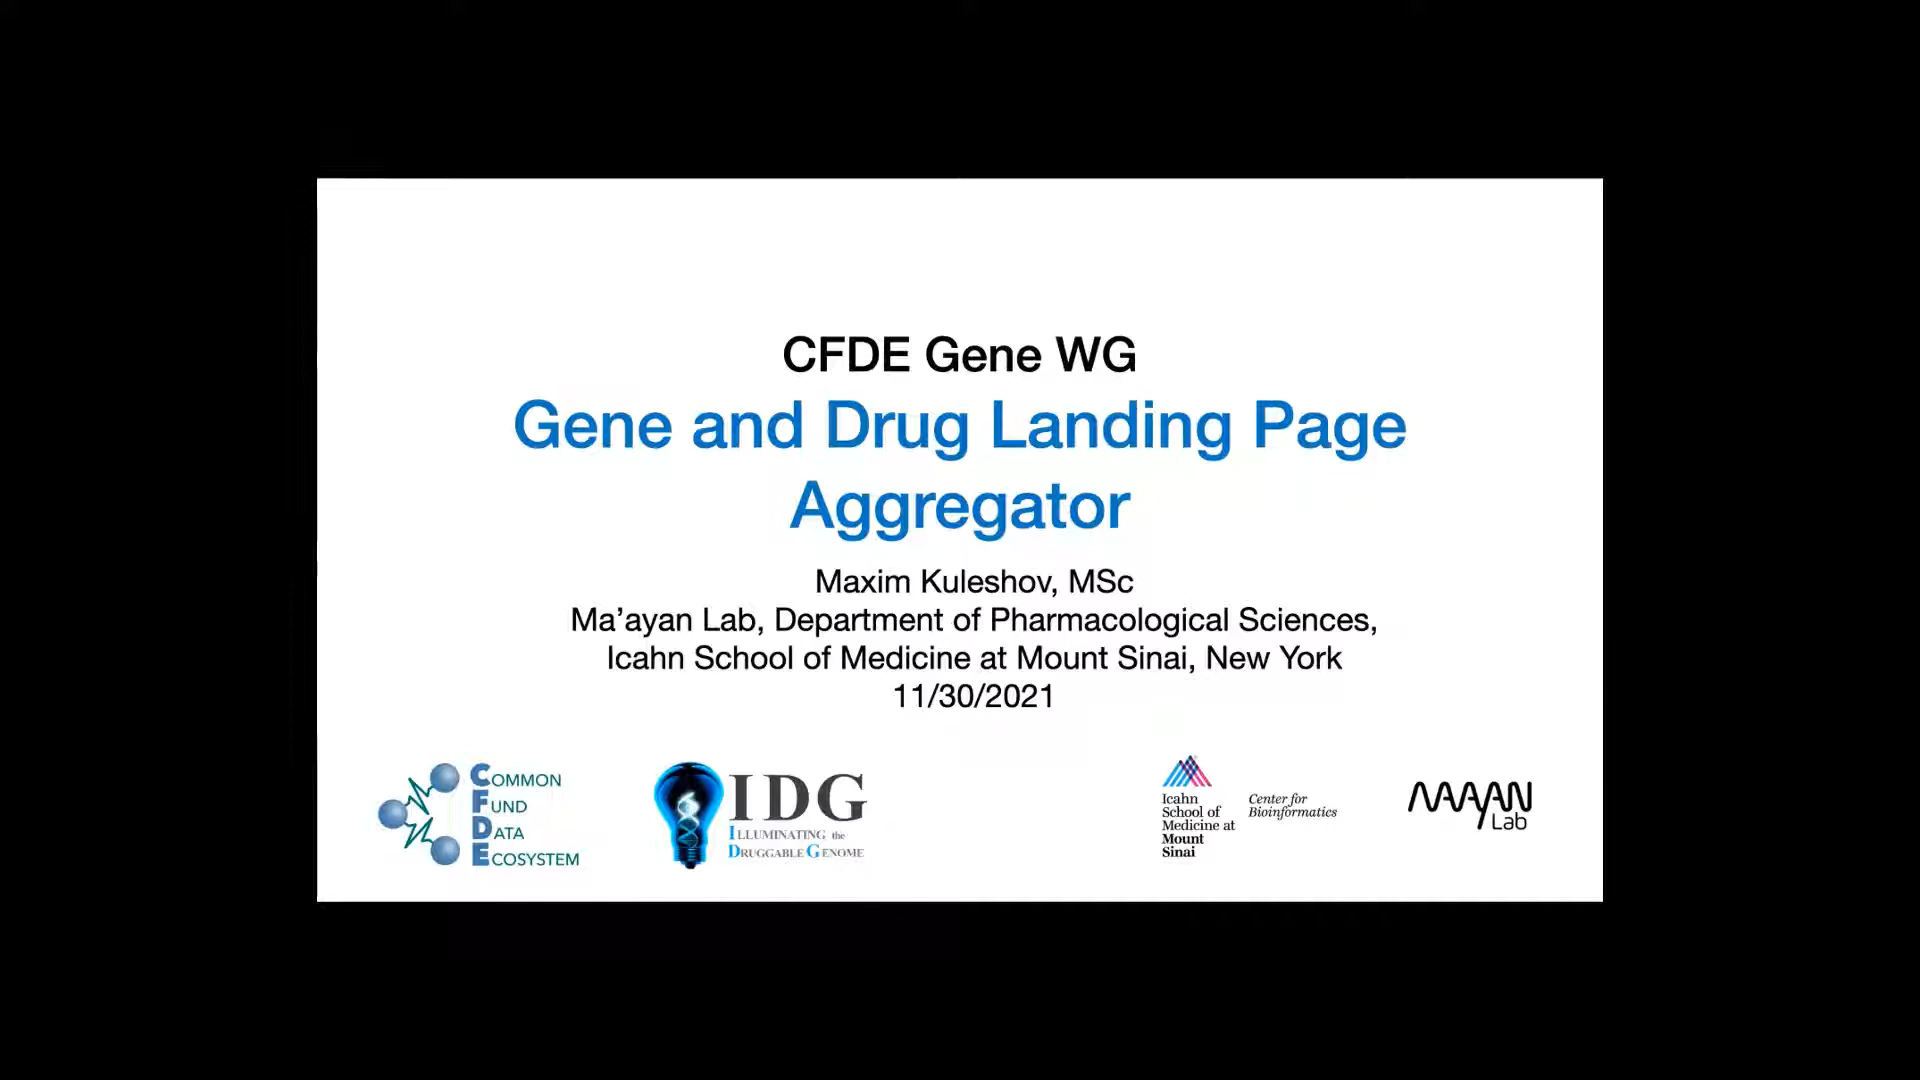 CFDE Gene WG
Gene and Drug Landing Page
Aggregator
Maxim Kuleshov, MSc
Ma’ayan Lab, Department of Pharmacological Sciences,
Icahn School of Medicine at Mount Sinai, New York
11/30/2021
COMMON
FUND
DATA
ECOSYSTEM
IDG
ILLUMINATING the
DRUGGABLE GENOME
Icahn
School of
Medicine at
Mount
Sinai
Center for
Bioinformatics
MAAYAN
Lab